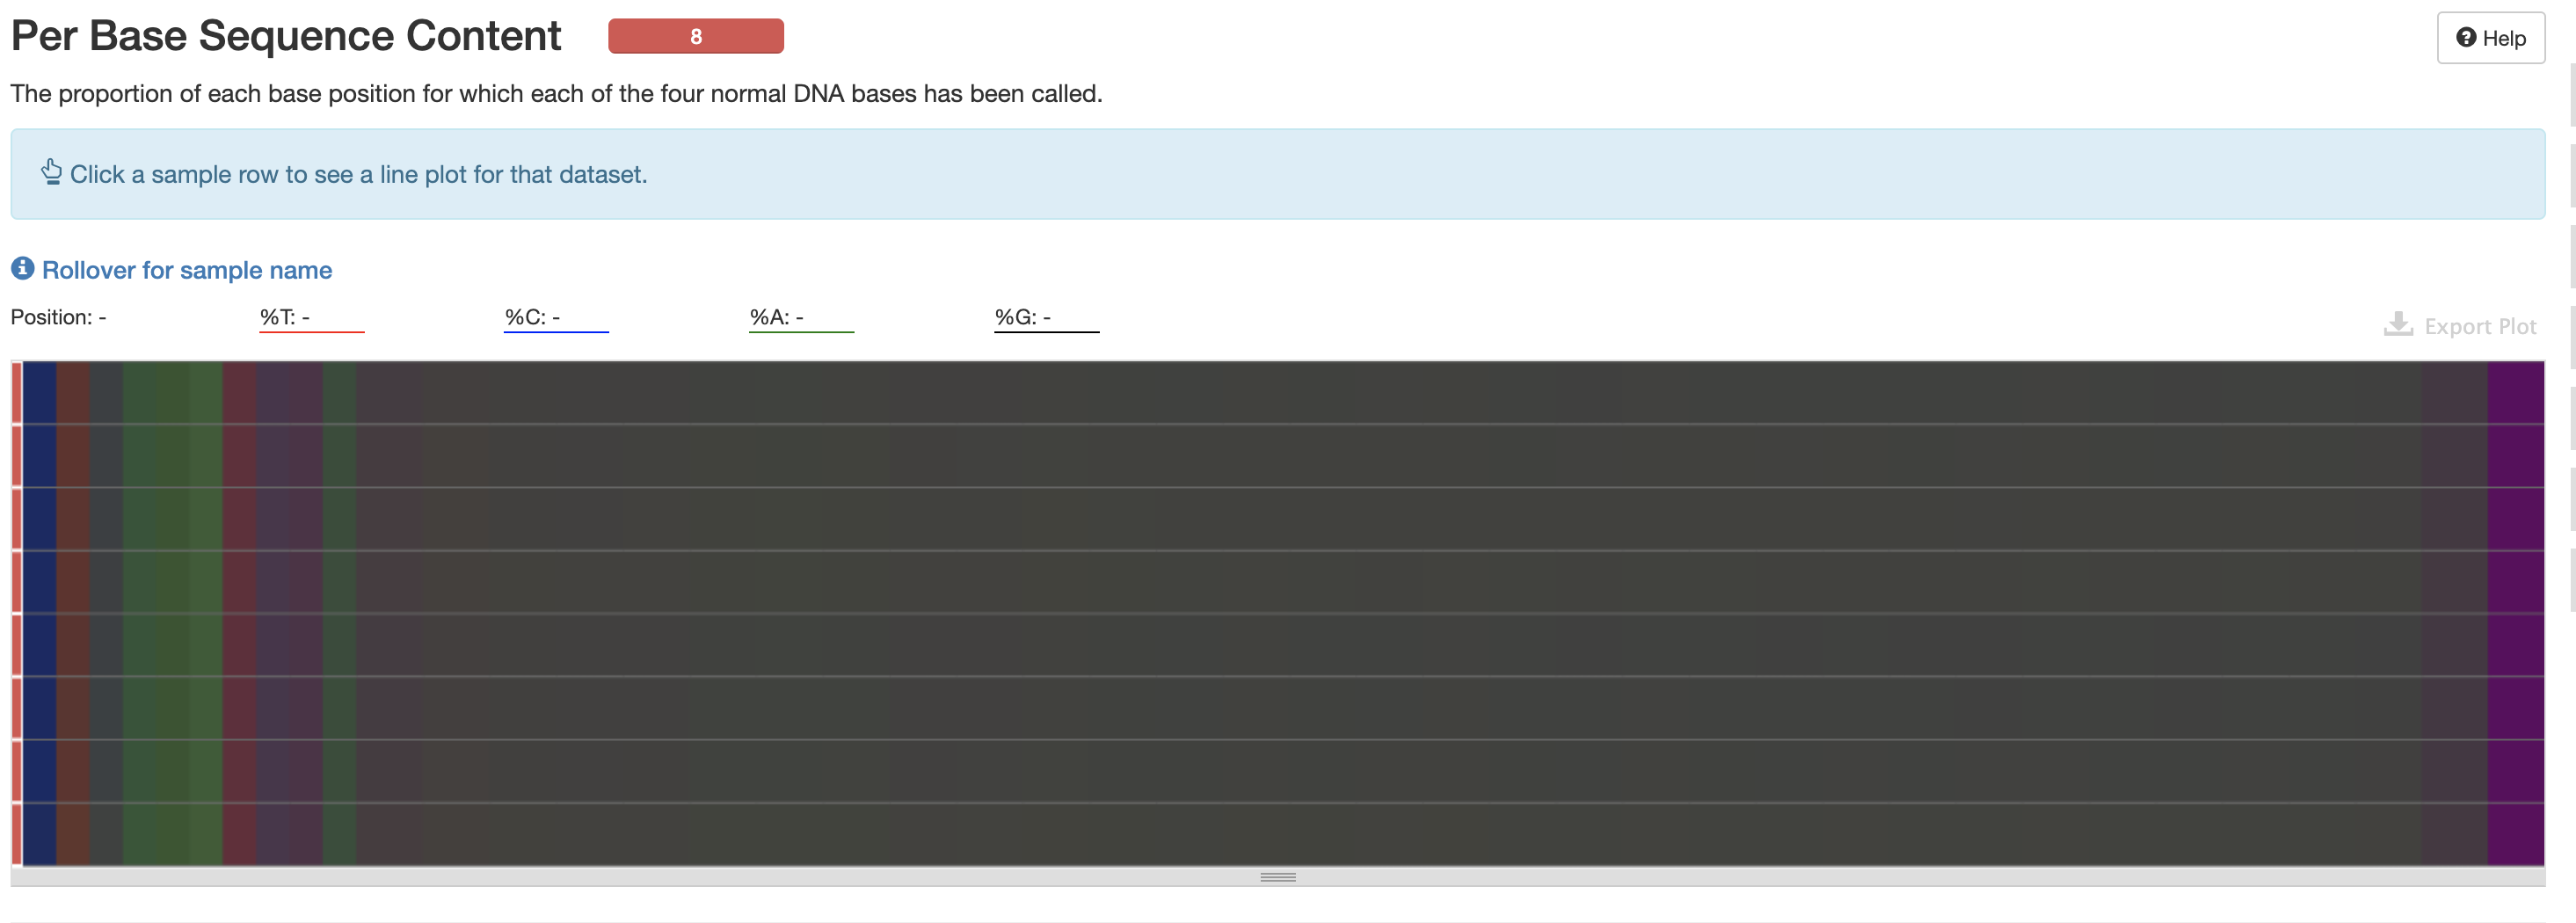 Per Base Sequence Content 8
Help
The proportion of each base position for which each of the four normal DNA bases has been called.
Click a sample row to see a line plot for that dataset.
Rollover for sample name
Position: - %T: - %C: - %A: - %G: -
Export Plot